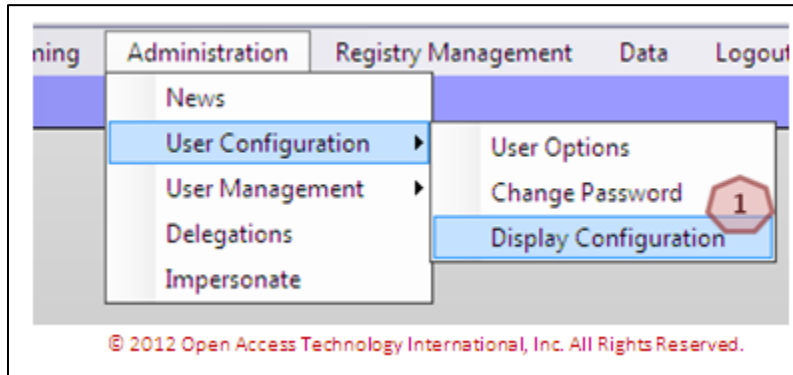 ning Administration Registry Management Data Logout
News
User Configuration
User Options
User Management
Change Password
1
Delegations
Display Configuration
Impersonate
© 2012 Open Access Technology International, Inc. All Rights Reserved.